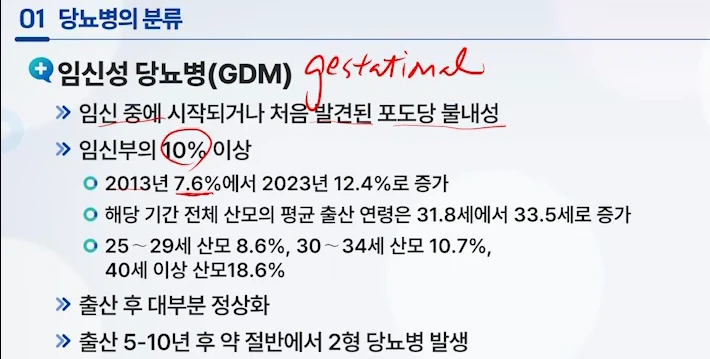 01 당뇨병의 분류
임신성 당뇨병(GDM) gestational
» 임신 중에 시작되거나 처음 발견된 포도당 불내성
» 임신부의 10% 이상
2013년 7.6%에서 2023년 12.4%로 증가
해당 기간 전체 산모의 평균 출산 연령은 31.8세에서 33.5세로 증가
25~29세 산모 8.6%, 30~34세 산모 10.7%,
40세 이상 산모18.6%
» 출산 후 대부분 정상화
» 출산 5-10년 후 약 절반에서 2형 당뇨병 발생